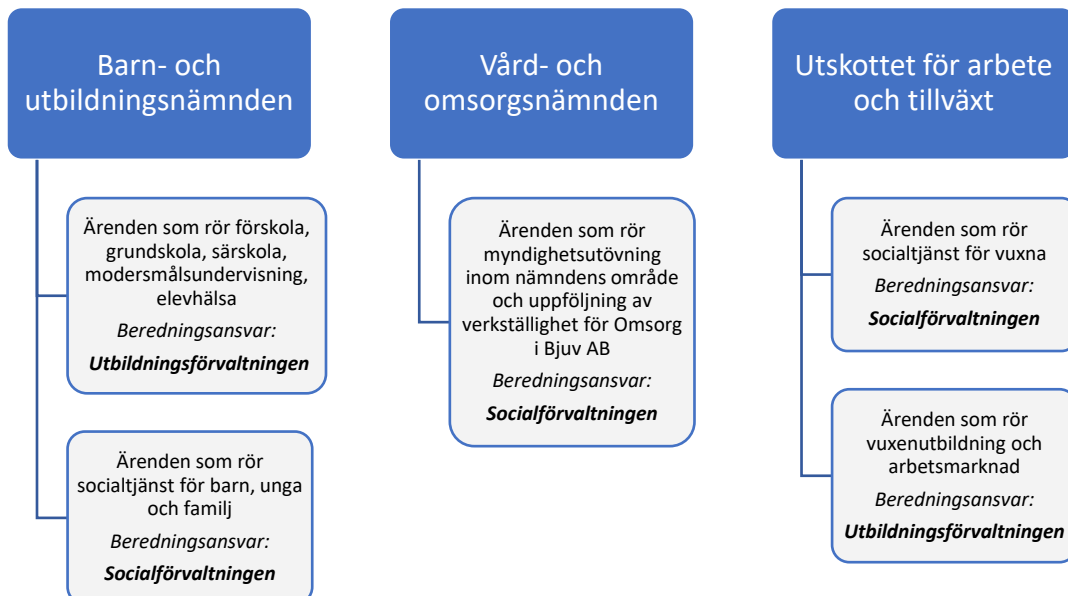 Barn- och
utbildningsnämnden
Ärenden som rör förskola,
grundskola, särskola,
modersmålsundervisning,
elevhälsa
Beredningsansvar:
Utbildningsförvaltningen
Ärenden som rör
socialtjänst för barn, unga
och familj
Beredningsansvar:
Socialförvaltningen
Vård- och
omsorgsnämnden
Ärenden som rör
myndighetsutövning
inom nämndens område
och uppföljning av
verkställighet för Omsorg
i Bjuv AB
Beredningsansvar:
Socialförvaltningen
Utskottet för arbete
och tillväxt
Ärenden som rör
socialtjänst för vuxna
Beredningsansvar:
Socialförvaltningen
Ärenden som rör
vuxenutbildning och
arbetsmarknad
Beredningsansvar:
Utbildningsförvaltningen